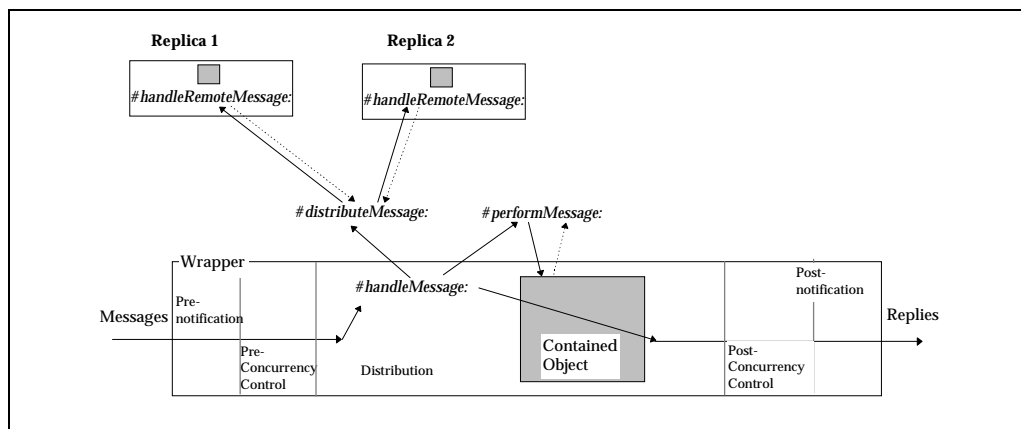 Replica 1
Replica 2
#handleRemoteMessage:
#handleRemoteMessage:
#distributeMessage:
#performMessage:
Wrapper
#handleMessage:
Post-
notification
Pre-
notification
Messages
Replies
Pre-
Concurrency
Control
Distribution
Contained
Object
Post-
Concurrency
Control